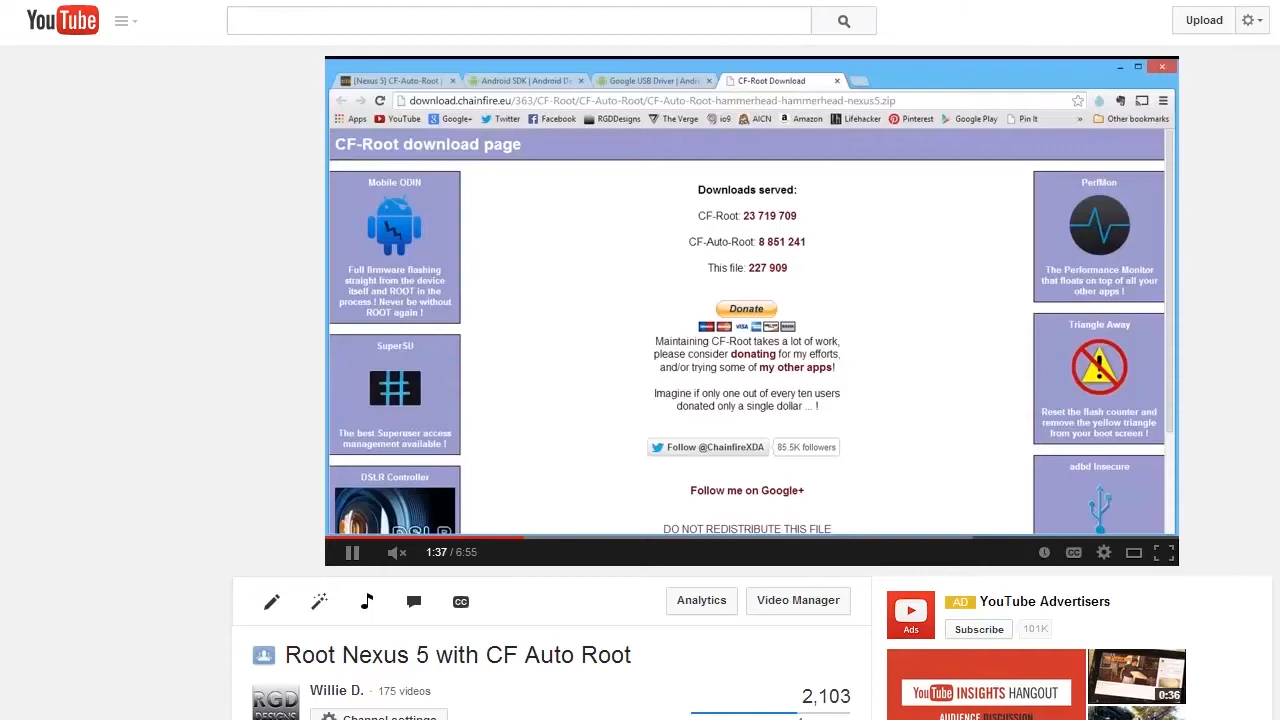 YouTube
Upload
[Nexus 5] CF-Auto-Root |
Android SDK | Android De
Google USB Driver | Andr
CF-Root Download
download.chainfire.eu/363/CF-Root/CF-Auto-Root/CF-Auto-Root-hammerhead-hammerhead-nexus5.zip
Apps YouTube Google+ Twitter Facebook RGDDesigns The Verge io9 AICN Amazon Lifehacker Pinterest Google Play Pin It » Other bookmarks
CF-Root download page
Mobile ODIN
Full firmware flashing
straight from the device
itself and ROOT in the
process ! Never be without
ROOT again !
SuperSU
The best Superuser access
management available !
DSLR Controller
DSLR
Downloads served:
CF-Root: 23 719 709
CF-Auto-Root: 8 851 241
This file: 227 909
Donate
VISA
Maintaining CF-Root takes a lot of work,
please consider donating for my efforts,
and/or trying some of my other apps!
Imagine if only one out of every ten users
donated only a single dollar ... !
Follow @ChainfireXDA
85.5K followers
Follow me on Google+
DO NOT REDISTRIBUTE THIS FILE
PerfMon
The Performance Monitor
that floats on top of all your
other apps !
Triangle Away
Reset the flash counter and
remove the yellow triangle
from your boot screen !
adbd Insecure
1:37 / 6:55
CC
CC
Analytics
Video Manager
Root Nexus 5 with CF Auto Root
RGD
DESIGNS
Willie D. · 175 videos
Channel settings
2,103
Ads
AD YouTube Advertisers
Subscribe 101K
YouTube INSIGHTS HANGOUT
AUDIENCE DISCUSSION
0:36